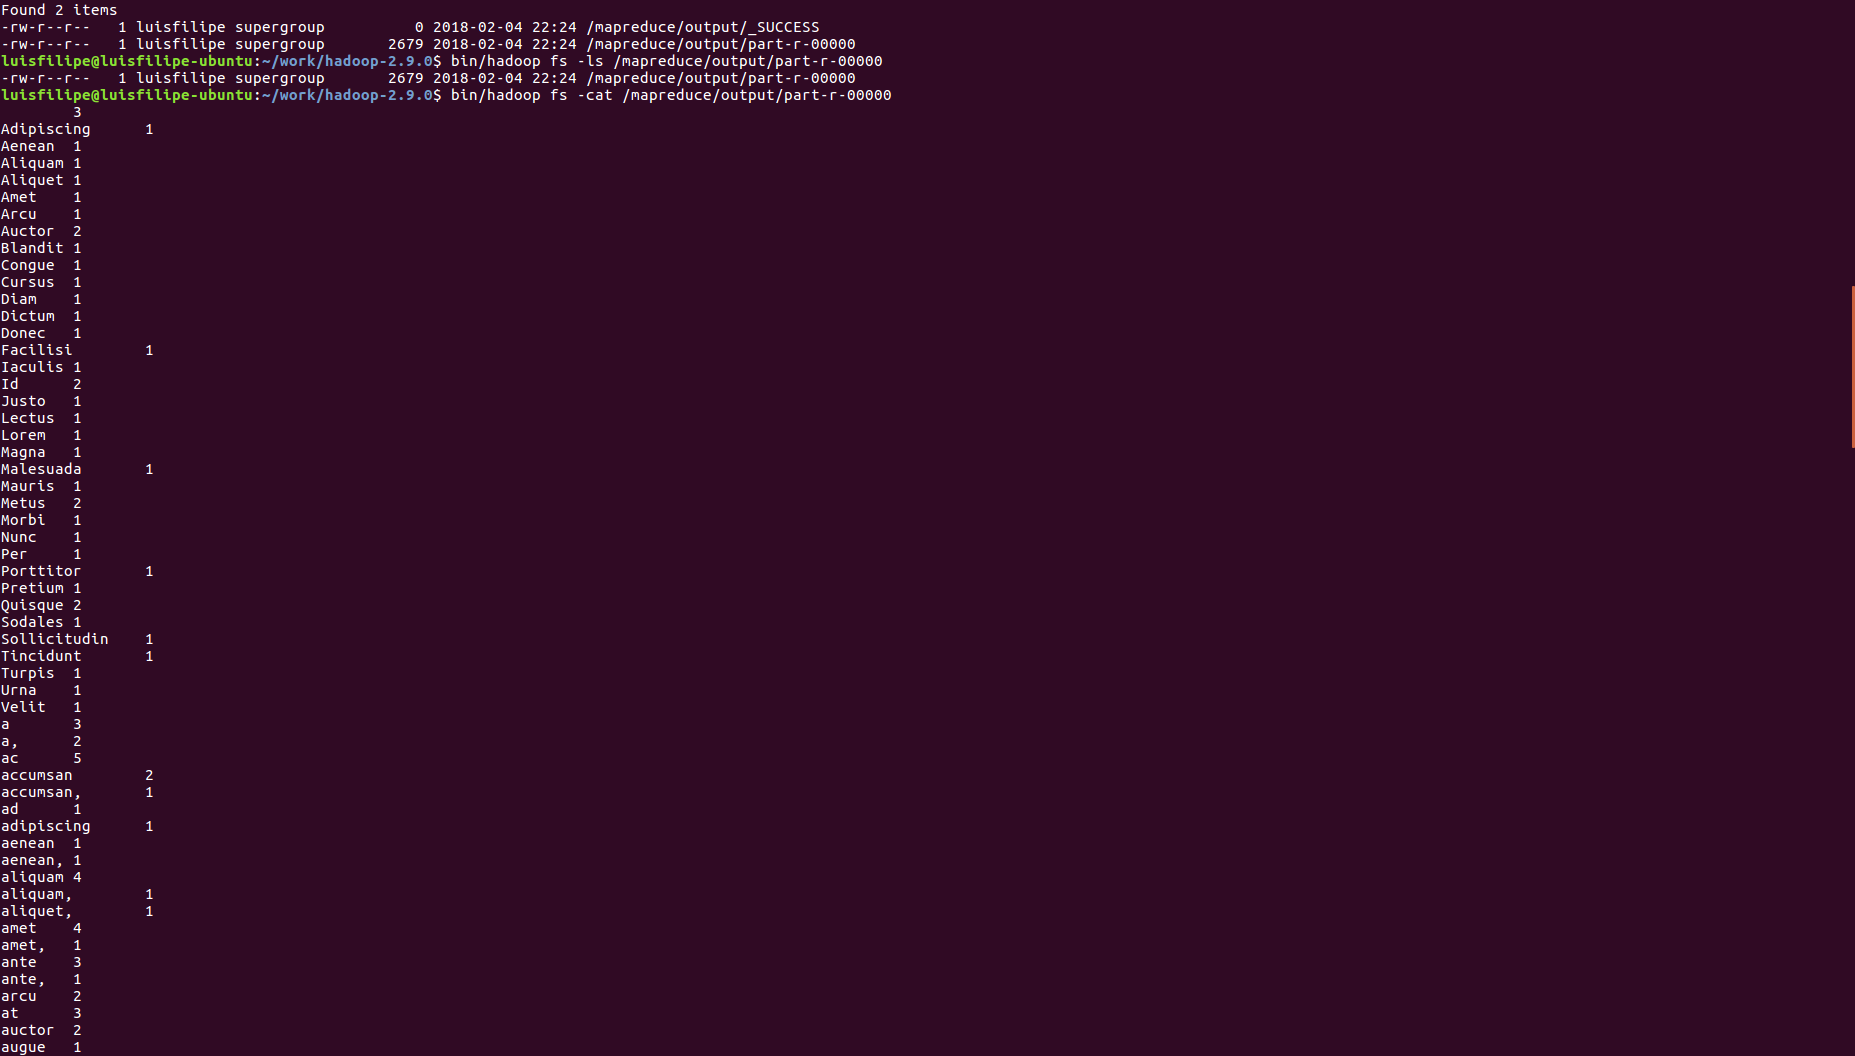 Found 2 items
-rw-r--r--   1 luisfilipe supergroup          0 2018-02-04 22:24 /mapreduce/output/_SUCCESS
-rw-r--r--   1 luisfilipe supergroup       2679 2018-02-04 22:24 /mapreduce/output/part-r-00000
luisfilipe@luisfilipe-ubuntu:~/work/hadoop-2.9.0$ bin/hadoop fs -ls /mapreduce/output/part-r-00000
-rw-r--r--   1 luisfilipe supergroup       2679 2018-02-04 22:24 /mapreduce/output/part-r-00000
luisfilipe@luisfilipe-ubuntu:~/work/hadoop-2.9.0$ bin/hadoop fs -cat /mapreduce/output/part-r-00000
        3
Adipiscing      1
Aenean  1
Aliquam 1
Aliquet 1
Amet    1
Arcu    1
Auctor  2
Blandit 1
Congue  1
Cursus  1
Diam    1
Dictum  1
Donec   1
Facilisi        1
Iaculis 1
Id      2
Justo   1
Lectus  1
Lorem   1
Magna   1
Malesuada       1
Mauris  1
Metus   2
Morbi   1
Nunc    1
Per     1
Porttitor       1
Pretium 1
Quisque 2
Sodales 1
Sollicitudin    1
Tincidunt       1
Turpis  1
Urna    1
Velit   1
a       3
a,      2
ac      5
accumsan        2
accumsan,       1
ad      1
adipiscing      1
aenean  1
aenean, 1
aliquam 4
aliquam,        1
aliquet,        1
amet    4
amet,   1
ante    3
ante,   1
arcu    2
at      3
auctor  2
augue   1